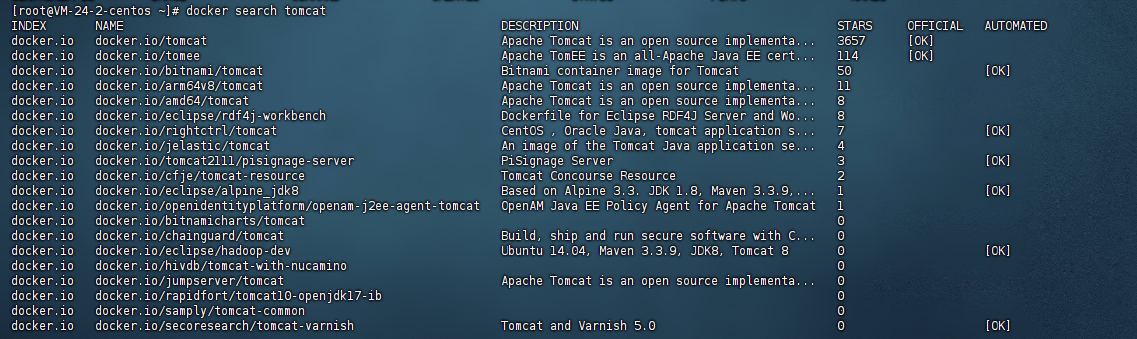 [root@VM-24-2-centos ~]# docker search tomcat
INDEX NAME DESCRIPTION STARS OFFICIAL AUTOMATED
docker.io docker.io/tomcat Apache Tomcat is an open source implementa... 3657 [OK]
docker.io docker.io/tomee Apache TomEE is an all-Apache Java EE cert... 114 [OK]
docker.io docker.io/bitnami/tomcat Bitnami container image for Tomcat 50 [OK]
docker.io docker.io/arm64v8/tomcat Apache Tomcat is an open source implementa... 11
docker.io docker.io/amd64/tomcat Apache Tomcat is an open source implementa... 8
docker.io docker.io/eclipse/rdf4j-workbench Dockerfile for Eclipse RDF4J Server and Wo... 8
docker.io docker.io/rightctrl/tomcat CentOS , Oracle Java, tomcat application s... 7 [OK]
docker.io docker.io/jelastic/tomcat An image of the Tomcat Java application se... 4
docker.io docker.io/tomcat2111/pisignage-server PiSignage Server 3 [OK]
docker.io docker.io/cfje/tomcat-resource Tomcat Concourse Resource 2
docker.io docker.io/eclipse/alpine_jdk8 Based on Alpine 3.3. JDK 1.8, Maven 3.3.9,... 1 [OK]
docker.io docker.io/openidentityplatform/openam-j2ee-agent-tomcat OpenAM Java EE Policy Agent for Apache Tomcat 1
docker.io docker.io/bitnamicharts/tomcat 0
docker.io docker.io/chainguard/tomcat Build, ship and run secure software with C... 0
docker.io docker.io/eclipse/hadoop-dev Ubuntu 14.04, Maven 3.3.9, JDK8, Tomcat 8 0 [OK]
docker.io docker.io/hivdb/tomcat-with-nucamino 0
docker.io docker.io/jumpserver/tomcat Apache Tomcat is an open source implementa... 0
docker.io docker.io/rapidfort/tomcat10-openjdk17-ib 0
docker.io docker.io/samply/tomcat-common 0
docker.io docker.io/secoresearch/tomcat-varnish Tomcat and Varnish 5.0 0 [OK]